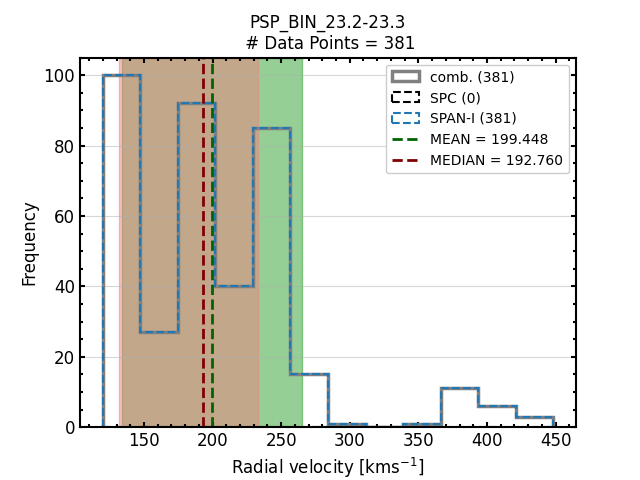 PSP_BIN_23.2-23.3
# Data Points = 381
comb. (381)
SPC (0)
SPAN-I (381)
MEAN = 199.448
MEDIAN = 192.760
Frequency
100
80
60
40
20
0
150 200 250 300 350 400 450
Radial velocity [kms⁻¹]